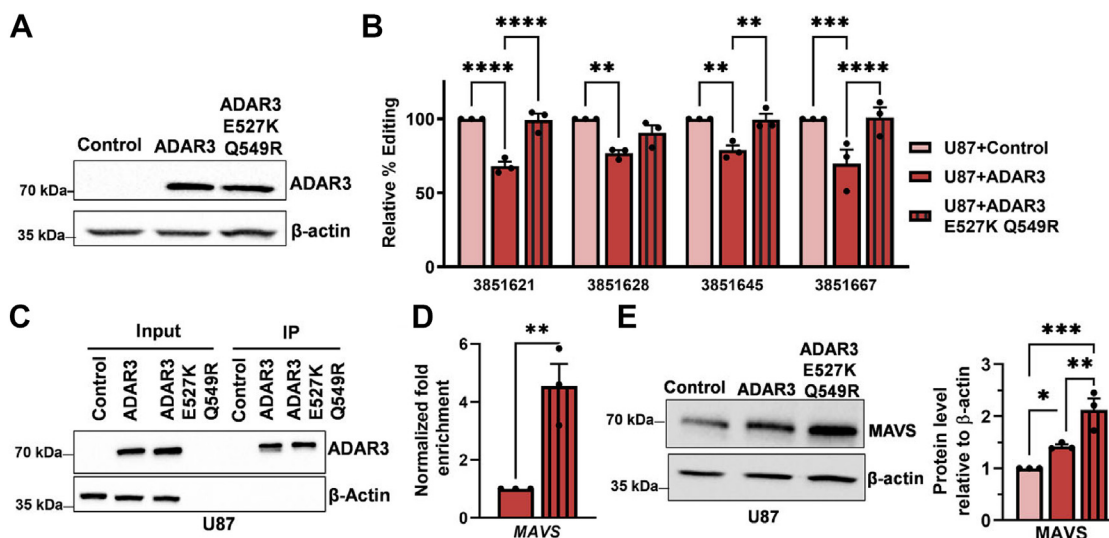 A
Control
ADAR3
ADAR3
E527K
Q549R
70 kDa
ADAR3
35 kDa
β-actin
B
Relative % Editing
100
50
0
****
****
**
**
**
***
****
3851621
3851628
3851645
3851667
U87+Control
U87+ADAR3
U87+ADAR3
E527K Q549R
C
Input
IP
Control
ADAR3
ADAR3
E527K
Q549R
Control
ADAR3
ADAR3
E527K
Q549R
70 kDa
ADAR3
35 kDa
β-Actin
U87
D
Normalized fold
enrichment
6
4
2
0
**
MAVS
E
Control
ADAR3
ADAR3
E527K
Q549R
70 kDa
MAVS
35 kDa
β-actin
U87
Protein level
relative to β-actin
3
2
1
0
***
**
*
MAVS